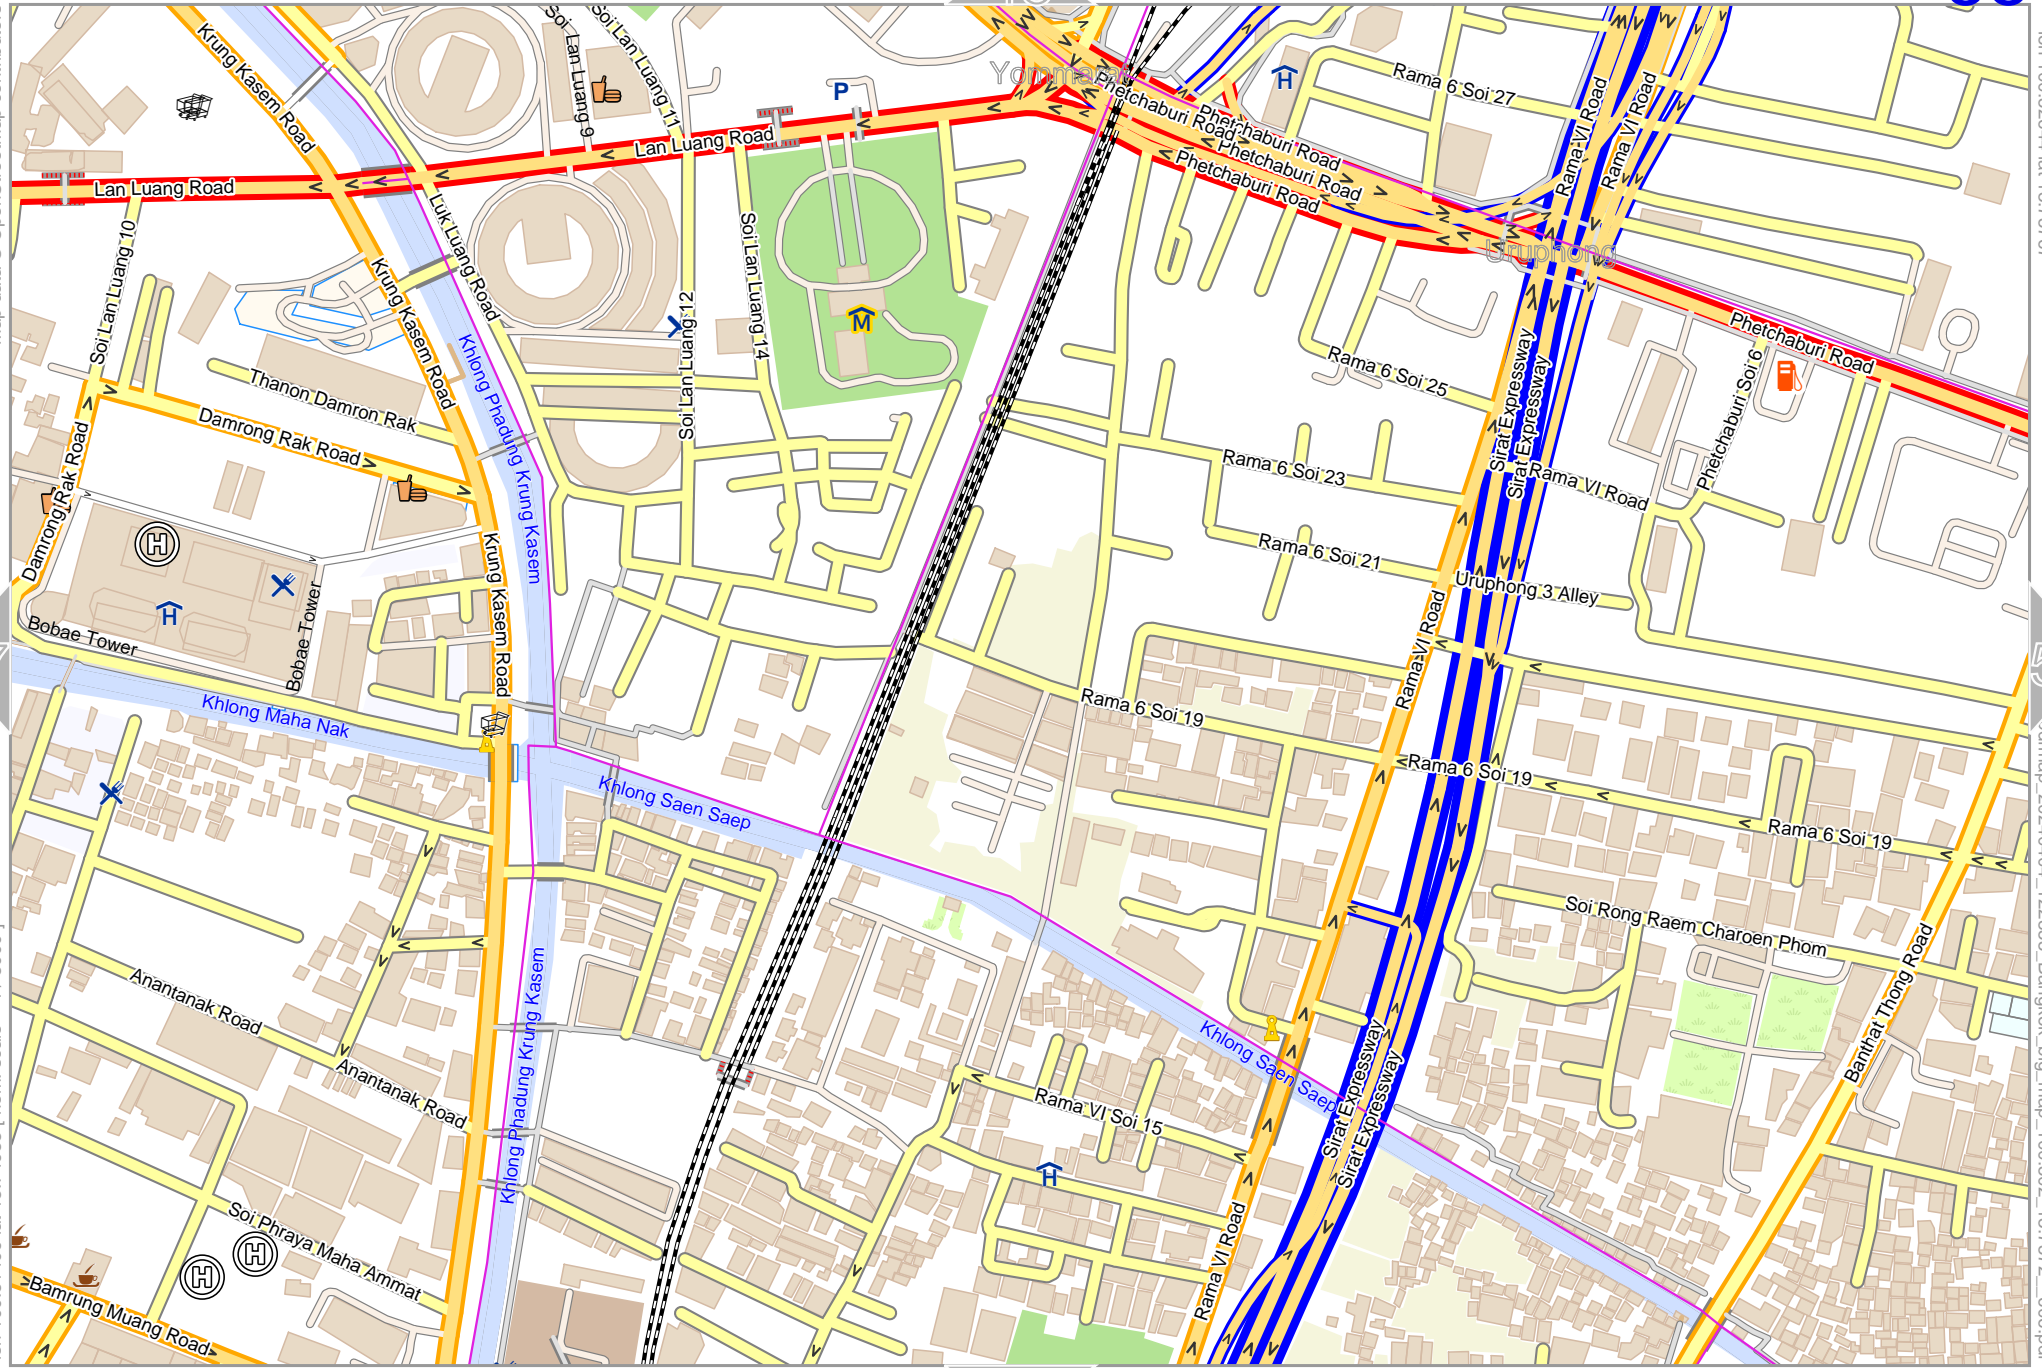 Krung Kasem Road
Soi Lan Luang 9
Soi Lan Luang 11
P
Yommarat
H
Rama 6 Soi 27
Rama VI Road
Rama VI Road
Phetchaburi Road
Phetchaburi Road
Phetchaburi Road
Phetchaburi Road
Lan Luang Road
Lan Luang Road
Uruphong
Luk Luang Road
Soi Lan Luang 10
Krung Kasem Road
Soi Lan Luang 12
Soi Lan Luang 14
M
Phetchaburi Road
Phetchaburi Soi 6
Thanon Damron Rak
Damrong Rak Road
Khlong Phadung Krung Kasem
Rama 6 Soi 25
Sirat Expressway
Sirat Expressway
Rama 6 Soi 23
Rama VI Road
Damrong Rak Road
Damrong Rak Road
H
Rama 6 Soi 21
Uruphong 3 Alley
Krung Kasem Road
H
Bobae Tower
Bobae Tower
Rama VI Road
Khlong Maha Nak
Rama 6 Soi 19
Rama 6 Soi 19
Rama 6 Soi 19
Khlong Saen Saep
Soi Rong Raem Charoen Phom
Anantanak Road
Khlong Phadung Krung Kasem
Banthat Thong Road
Khlong Saen Saep
Anantanak Road
Rama VI Soi 15
Sirat Expressway
Sirat Expressway
H
Soi Phraya Maha Ammat
H
H
Rama VI Road
Bamrung Muang Road